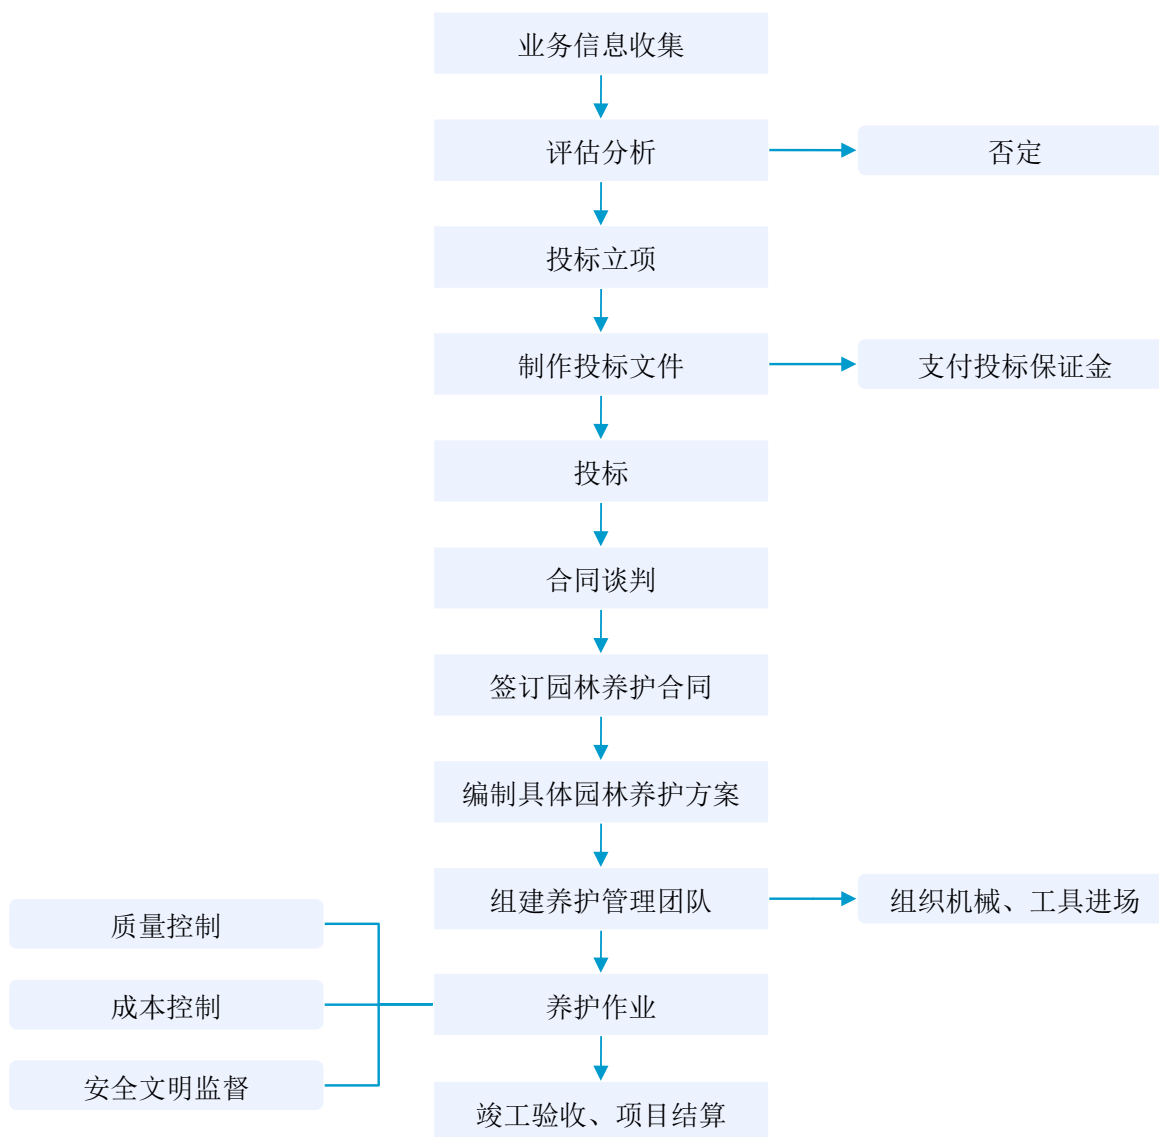 业务信息收集
评估分析
否定
投标立项
制作投标文件
支付投标保证金
投标
合同谈判
签订园林养护合同
编制具体园林养护方案
组建养护管理团队
组织机械、工具进场
质量控制
成本控制
养护作业
安全文明监督
竣工验收、项目结算